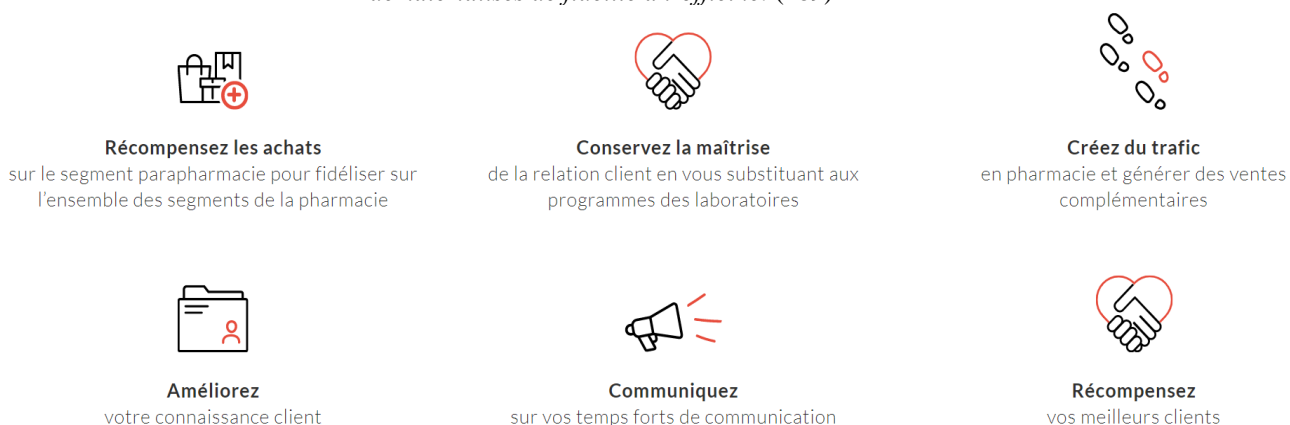 Récompensez les achats
sur le segment parapharmacie pour fidéliser sur
l'ensemble des segments de la pharmacie
Conservez la maîtrise
de la relation client en vous substituant aux
programmes des laboratoires
Créez du trafic
en pharmacie et générer des ventes
complémentaires
Améliorez
votre connaissance client
Communiquez
sur vos temps forts de communication
Récompensez
vos meilleurs clients